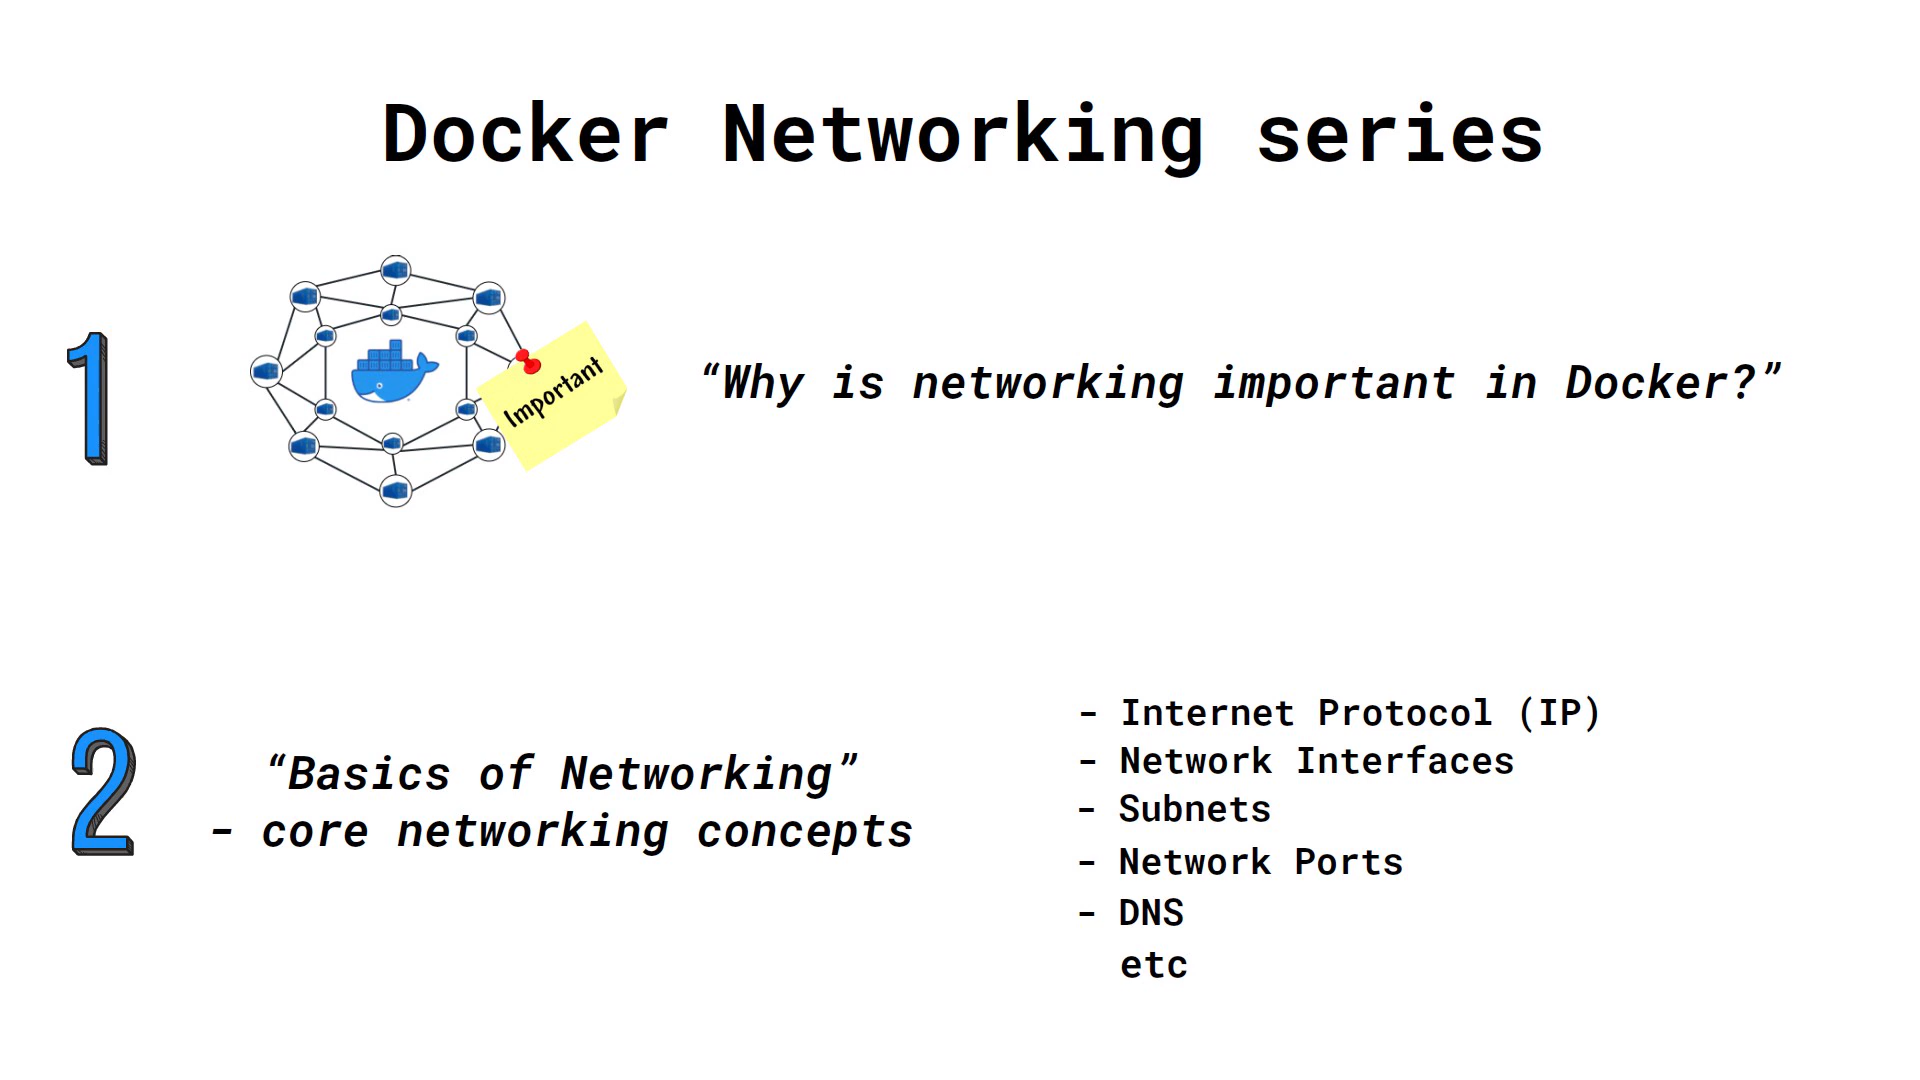 Docker Networking series
1
Important
“Why is networking important in Docker?”
2
“Basics of Networking”
- core networking concepts
- Internet Protocol (IP)
- Network Interfaces
- Subnets
- Network Ports
- DNS
etc